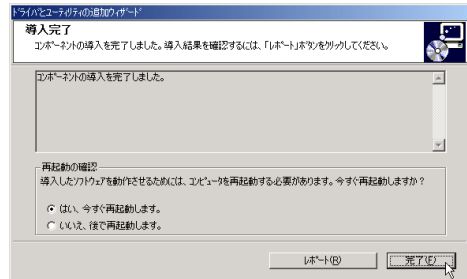 ドライバとユーティリティの追加ウィザード
導入完了
コンポーネントの導入を完了しました。導入結果を確認するには、「レポート」ボタンをクリックしてください。
コンポーネントの導入を完了しました。
再起動の確認
導入したソフトウェアを動作させるためには、コンピュータを再起動する必要があります。今すぐ再起動しますか？
はい、今すぐ再起動します。
いいえ、後で再起動します。
レポート(R)
完了(F)